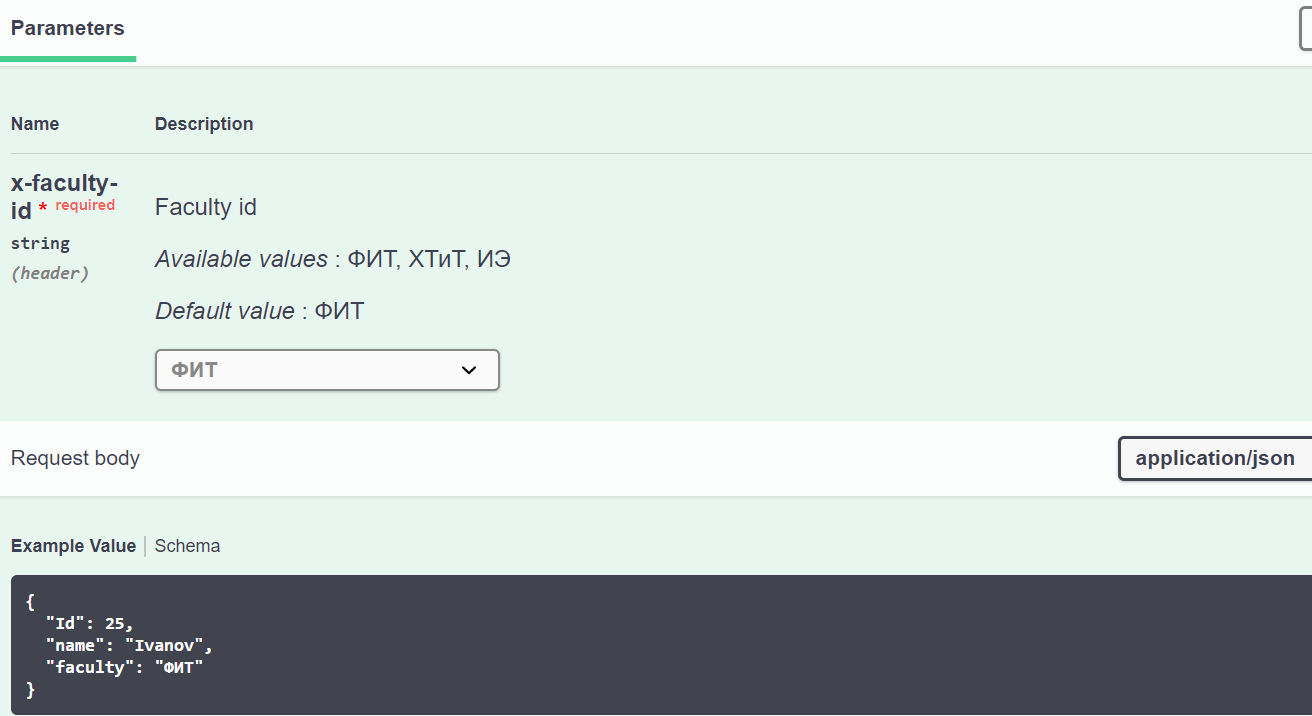 Parameters
Name Description
x-faculty-
id * required
string
(header)
Faculty id
Available values : ФИТ, ХТиТ, ИЭ
Default value : ФИТ
ФИТ
Request body
application/json
Example Value | Schema
{
"Id": 25,
"name": "Ivanov",
"faculty": "ФИТ"
}